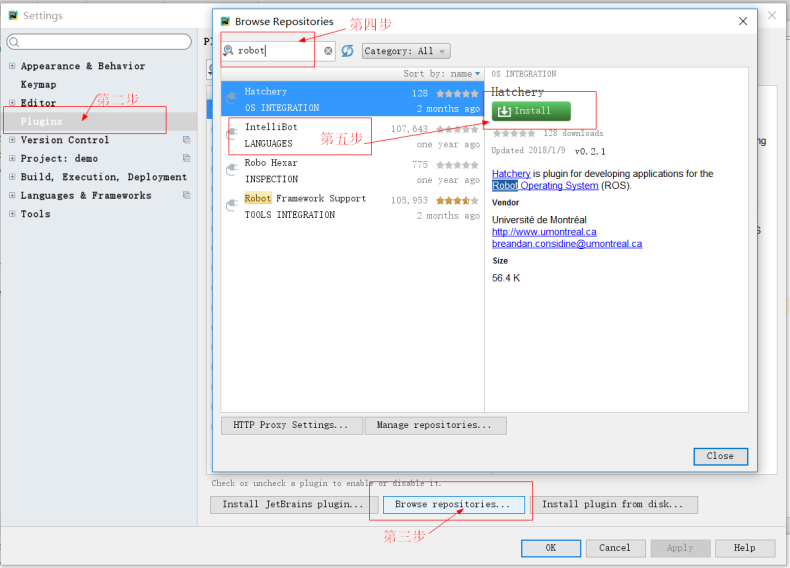 Settings
Appearance & Behavior
Keymap
Editor
第二步
Plugins
Version Control
Project: demo
Build, Execution, Deployment
Languages & Frameworks
Tools
Browse Repositories
第四步
robot
Category: All
Sort by: name
Hatchery 128
OS INTEGRATION 2 months ago
IntelliBot 107,643
LANGUAGES one year ago
第五步
Robo Hexar 775
INSPECTION one year ago
Robot Framework Support 105,953
TOOLS INTEGRATION 2 months ago
OS INTEGRATION
Hatchery
Install
128 downloads
Updated 2018/1/9 v0.2.1
Hatchery is plugin for developing applications for the
Robot Operating System (ROS).
Vendor
Université de Montréal
http://www.umontreal.ca
breandan.considine@umontreal.ca
Size
56.4 K
HTTP Proxy Settings...
Manage repositories...
Close
Check or uncheck a plugin to enable or disable it.
Install JetBrains plugin...
Browse repositories...
Install plugin from disk...
第三步
OK
Cancel
Apply
Help